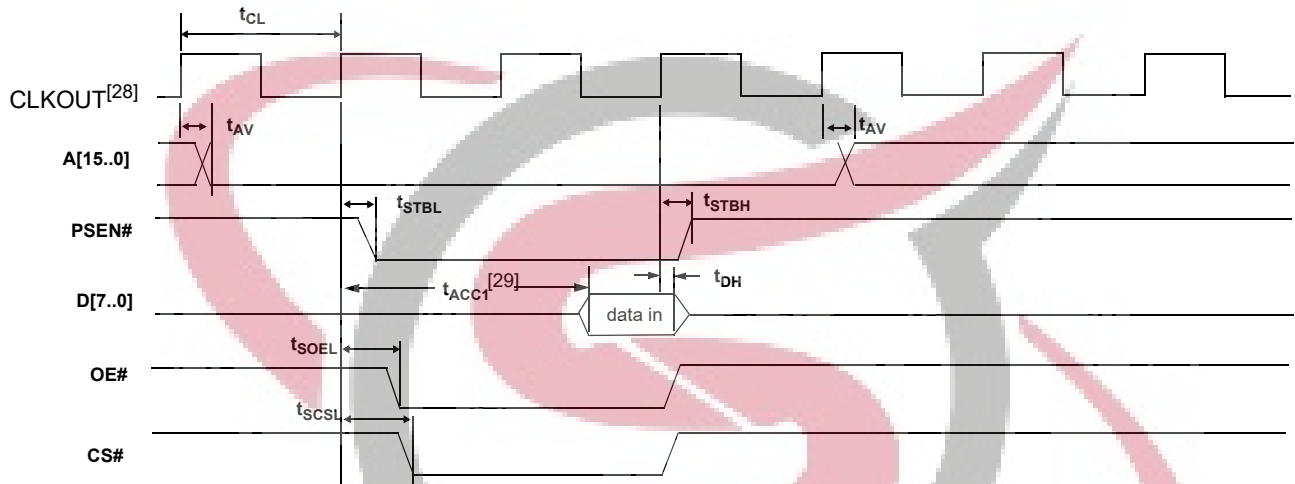 tCL
CLKOUT[28]
tAV
tAV
A[15..0]
tSTBL
tSTBH
PSEN#
tACC1[29]
tDH
D[7..0]
data in
tSOEL
OE#
tSCSL
CS#